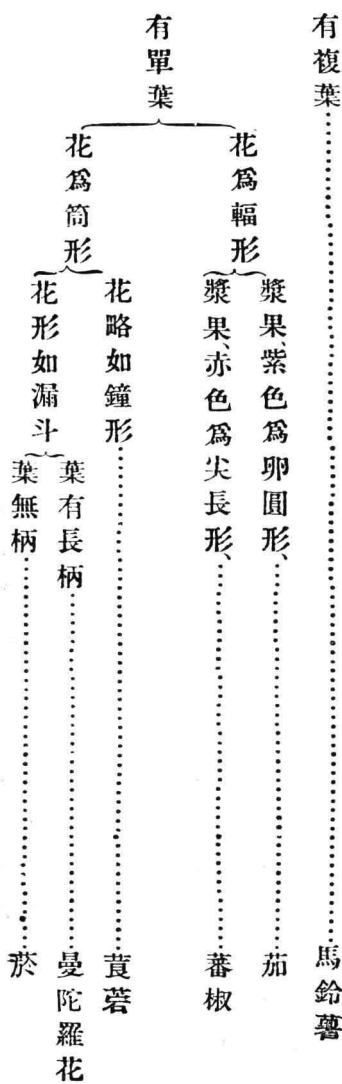 有複葉……馬鈴薯
有單葉
花爲輻形
漿果、紫色爲卵圓形、……茄
漿果、赤色爲尖長形、……蕃椒
花爲筒形
花略如鐘形……莨菪
花形如漏斗
葉有長柄……曼陀羅花
葉無柄……菸